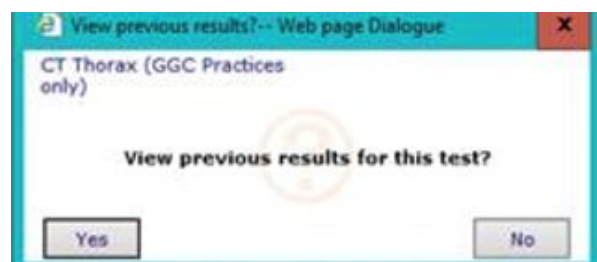 View previous results?-- Web page Dialogue
CT Thorax (GGC Practices
only)
View previous results for this test?
Yes
No